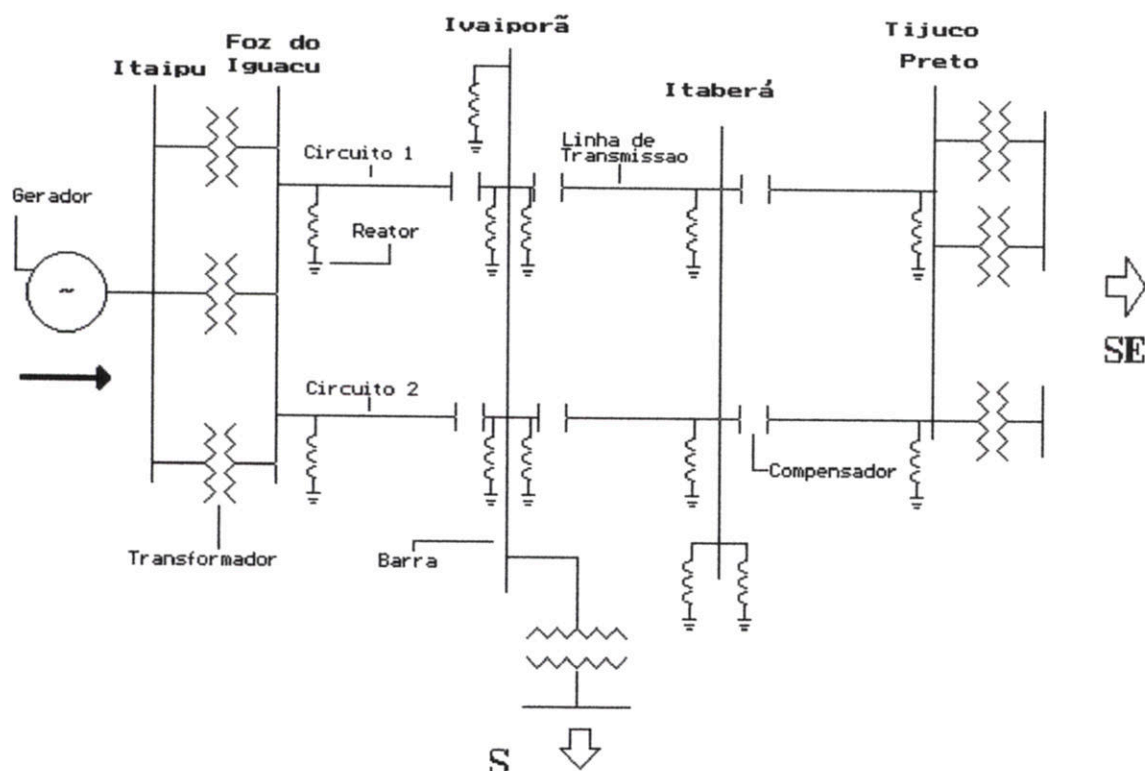 Itaipu
Foz do
Iguacu
Ivaiporã
Itaberá
Tijuco
Preto
Circuito 1
Linha de
Transmissao
Gerador
Reator
~
SE
Circuito 2
Compensador
Transformador
Barra
S